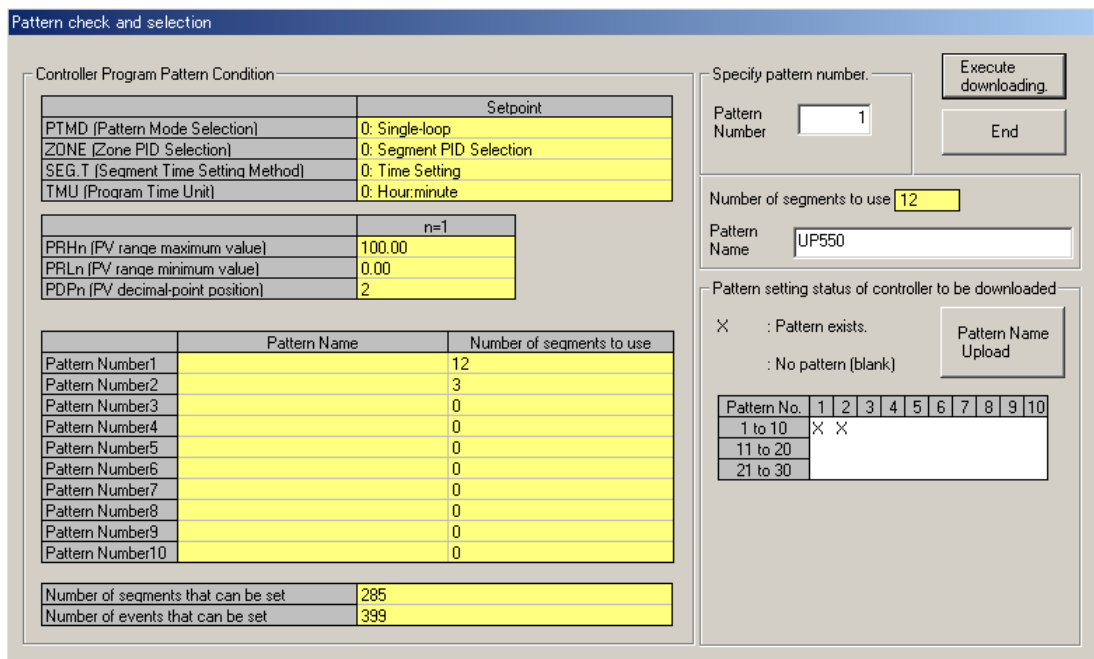 Pattern check and selection
Controller Program Pattern Condition
Setpoint
PTMD (Pattern Mode Selection) 0: Single-loop
ZONE (Zone PID Selection) 0: Segment PID Selection
SEG.T (Segment Time Setting Method) 0: Time Setting
TMU (Program Time Unit) 0: Hour:minute
n=1
PRHn (PV range maximum value) 100.00
PRLn (PV range minimum value) 0.00
PDPn (PV decimal-point position) 2
Pattern Name Number of segments to use
Pattern Number1 12
Pattern Number2 3
Pattern Number3 0
Pattern Number4 0
Pattern Number5 0
Pattern Number6 0
Pattern Number7 0
Pattern Number8 0
Pattern Number9 0
Pattern Number10 0
Number of segments that can be set 285
Number of events that can be set 399
Specify pattern number.
Pattern
Number 1
Execute
downloading.
End
Number of segments to use 12
Pattern
Name UP550
Pattern setting status of controller to be downloaded
X : Pattern exists.
: No pattern (blank)
Pattern Name
Upload
Pattern No. 1 2 3 4 5 6 7 8 9 10
1 to 10 X X
11 to 20
21 to 30